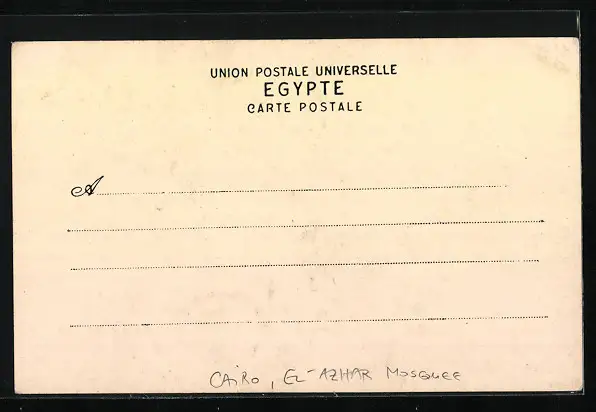 UNION POSTALE UNIVERSELLE
EGYPTE
CARTE POSTALE
A
CAiRO, EL-AZHAR MOSQUEE